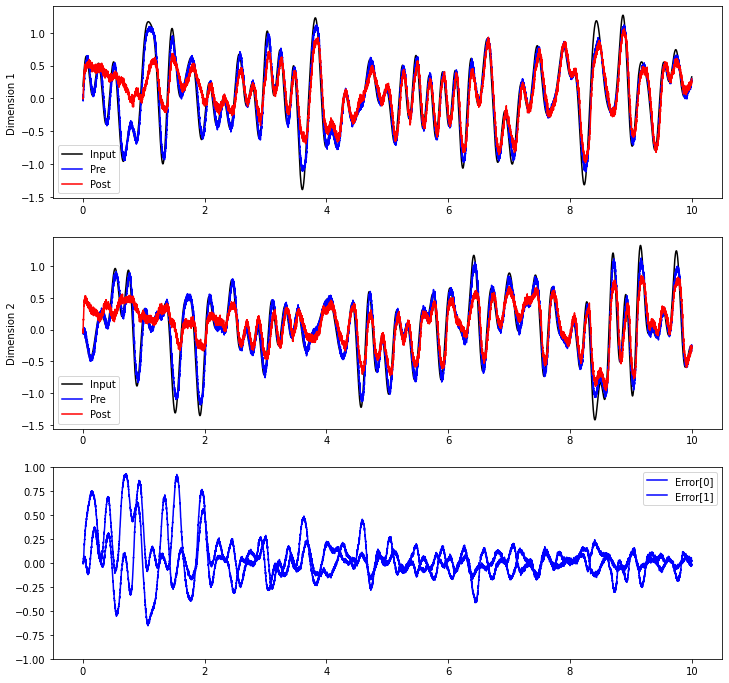 Dimension 1
1.0
0.5
0.0
−0.5
−1.0
−1.5
Input
Pre
Post
0 2 4 6 8 10
Dimension 2
1.0
0.5
0.0
−0.5
−1.0
−1.5
Input
Pre
Post
0 2 4 6 8 10
1.00
0.75
0.50
0.25
0.00
−0.25
−0.50
−0.75
−1.00
Error[0]
Error[1]
0 2 4 6 8 10